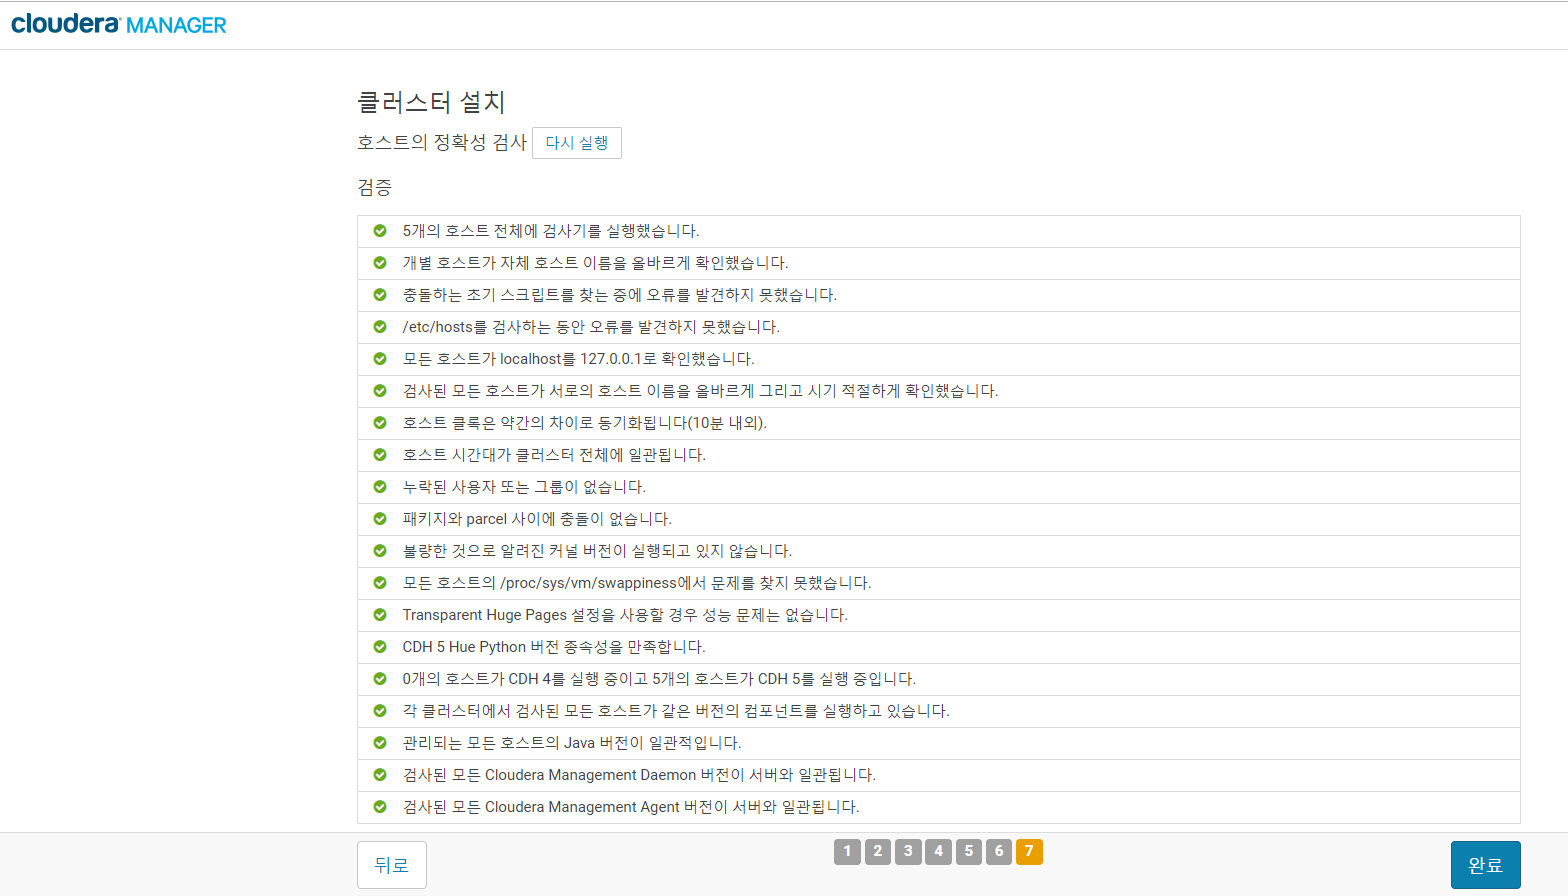 cloudera MANAGER
클러스터 설치
호스트의 정확성 검사 다시 실행
검증
5개의 호스트 전체에 검사기를 실행했습니다.
개별 호스트가 자체 호스트 이름을 올바르게 확인했습니다.
충돌하는 초기 스크립트를 찾는 중에 오류를 발견하지 못했습니다.
/etc/hosts를 검사하는 동안 오류를 발견하지 못했습니다.
모든 호스트가 localhost를 127.0.0.1로 확인했습니다.
검사된 모든 호스트가 서로의 호스트 이름을 올바르게 그리고 시기 적절하게 확인했습니다.
호스트 클록은 약간의 차이로 동기화됩니다(10분 내외).
호스트 시간대가 클러스터 전체에 일관됩니다.
누락된 사용자 또는 그룹이 없습니다.
패키지와 parcel 사이에 충돌이 없습니다.
불량한 것으로 알려진 커널 버전이 실행되고 있지 않습니다.
모든 호스트의 /proc/sys/vm/swappiness에서 문제를 찾지 못했습니다.
Transparent Huge Pages 설정을 사용할 경우 성능 문제는 없습니다.
CDH 5 Hue Python 버전 종속성을 만족합니다.
0개의 호스트가 CDH 4를 실행 중이고 5개의 호스트가 CDH 5를 실행 중입니다.
각 클러스터에서 검사된 모든 호스트가 같은 버전의 컴포넌트를 실행하고 있습니다.
관리되는 모든 호스트의 Java 버전이 일관적입니다.
검사된 모든 Cloudera Management Daemon 버전이 서버와 일관됩니다.
검사된 모든 Cloudera Management Agent 버전이 서버와 일관됩니다.
뒤로 1 2 3 4 5 6 7 완료